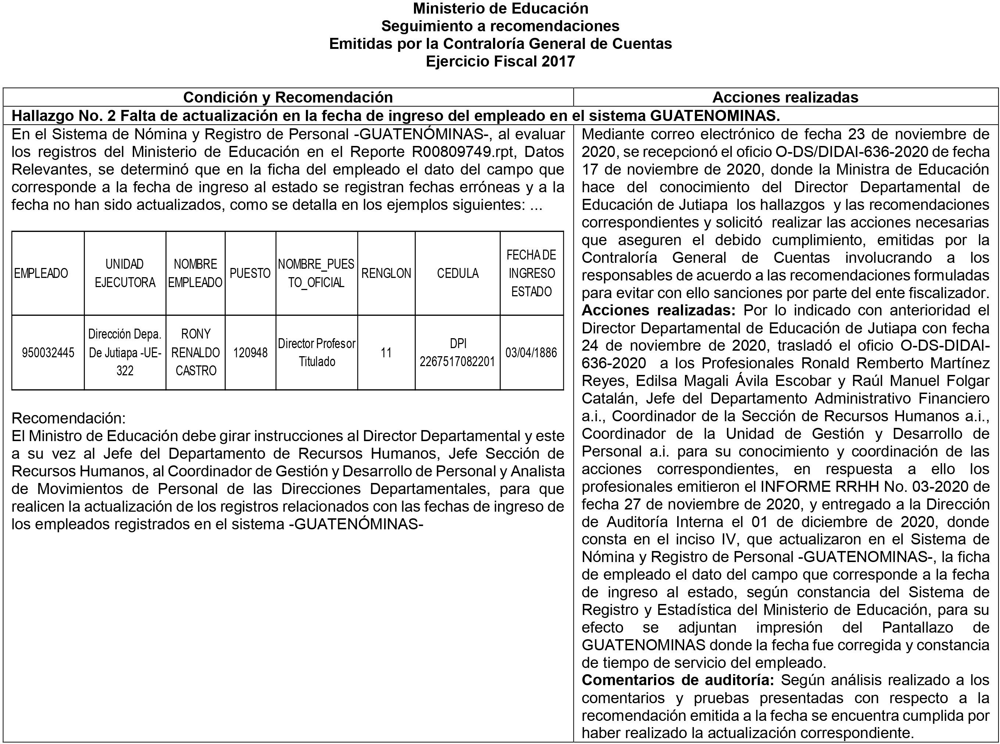 Ministerio de Educación
Seguimiento a recomendaciones
Emitidas por la Contraloría General de Cuentas
Ejercicio Fiscal 2017
Condición y Recomendación
Acciones realizadas
Hallazgo No. 2 Falta de actualización en la fecha de ingreso del empleado en el sistema GUATENOMINAS.
En el Sistema de Nómina y Registro de Personal -GUATENÓMINAS-, al evaluar
los registros del Ministerio de Educación en el Reporte R00809749.rpt, Datos
Relevantes, se determinó que en la ficha del empleado el dato del campo que
corresponde a la fecha de ingreso al estado se registran fechas erróneas y a la
fecha no han sido actualizados, como se detalla en los ejemplos siguientes: ...
EMPLEADO
UNIDAD
EJECUTORA
NOMBRE
EMPLEADO
PUESTO
NOMBRE_PUES
TO_OFICIAL
RENGLON
CEDULA
FECHA DE
INGRESO
ESTADO
950032445
Dirección Depa.
De Jutiapa -UE-
322
RONY
RENALDO
CASTRO
120948
Director Profesor
Titulado
11
DPI
2267517082201
03/04/1886
Recomendación:
El Ministro de Educación debe girar instrucciones al Director Departamental y este
a su vez al Jefe del Departamento de Recursos Humanos, Jefe Sección de
Recursos Humanos, al Coordinador de Gestión y Desarrollo de Personal y Analista
de Movimientos de Personal de las Direcciones Departamentales, para que
realicen la actualización de los registros relacionados con las fechas de ingreso de
los empleados registrados en el sistema -GUATENÓMINAS-
Mediante correo electrónico de fecha 23 de noviembre de
2020, se recepcionó el oficio O-DS/DIDAI-636-2020 de fecha
17 de noviembre de 2020, donde la Ministra de Educación
hace del conocimiento del Director Departamental de
Educación de Jutiapa los hallazgos y las recomendaciones
correspondientes y solicitó realizar las acciones necesarias
que aseguren el debido cumplimiento, emitidas por la
Contraloría General de Cuentas involucrando a los
responsables de acuerdo a las recomendaciones formuladas
para evitar con ello sanciones por parte del ente fiscalizador.
Acciones realizadas: Por lo indicado con anterioridad el
Director Departamental de Educación de Jutiapa con fecha
24 de noviembre de 2020, trasladó el oficio O-DS-DIDAI-
636-2020 a los Profesionales Ronald Remberto Martínez
Reyes, Edilsa Magali Ávila Escobar y Raúl Manuel Folgar
Catalán, Jefe del Departamento Administrativo Financiero
a.i., Coordinador de la Sección de Recursos Humanos a.i.,
Coordinador de la Unidad de Gestión y Desarrollo de
Personal a.i. para su conocimiento y coordinación de las
acciones correspondientes, en respuesta a ello los
profesionales emitieron el INFORME RRHH No. 03-2020 de
fecha 27 de noviembre de 2020, y entregado a la Dirección
de Auditoría Interna el 01 de diciembre de 2020, donde
consta en el inciso IV, que actualizaron en el Sistema de
Nómina y Registro de Personal -GUATENOMINAS-, la ficha
de empleado el dato del campo que corresponde a la fecha
de ingreso al estado, según constancia del Sistema de
Registro y Estadística del Ministerio de Educación, para su
efecto se adjuntan impresión del Pantallazo de
GUATENOMINAS donde la fecha fue corregida y constancia
de tiempo de servicio del empleado.
Comentarios de auditoría: Según análisis realizado a los
comentarios y pruebas presentadas con respecto a la
recomendación emitida a la fecha se encuentra cumplida por
haber realizado la actualización correspondiente.